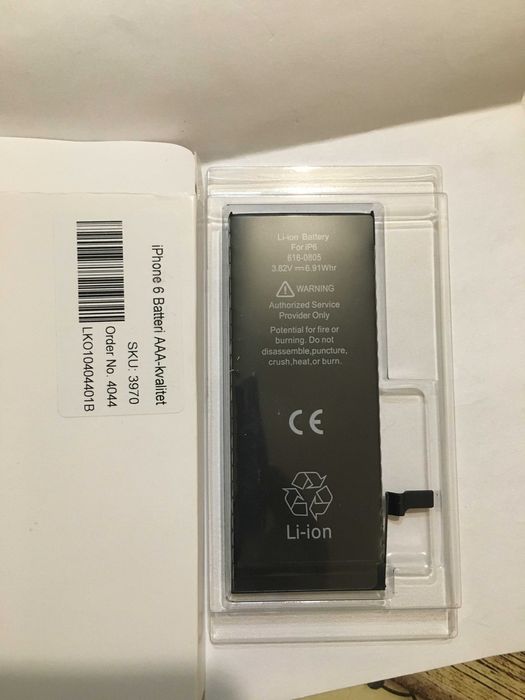 iPhone 6 Batteri AAA-kvalitet
SKU: 3970
Order No. 4044
LKO10404401B
Li-ion Battery
For iP6
616-0805
3.82V⎓6.91Whr
WARNING
Authorized Service
Provider Only
Potential for fire or
burning. Do not
disassemble,puncture,
crush,heat,or burn.
CE
Li-ion